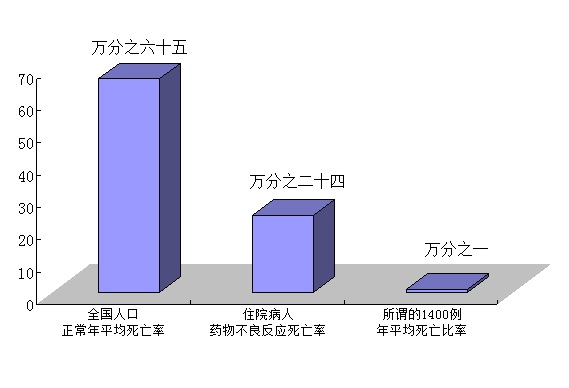 万分之六十五
万分之二十四
万分之一
70
60
50
40
30
20
10
0
全国人口
正常年平均死亡率
住院病人
药物不良反应死亡率
所谓的1400例
年平均死亡比率